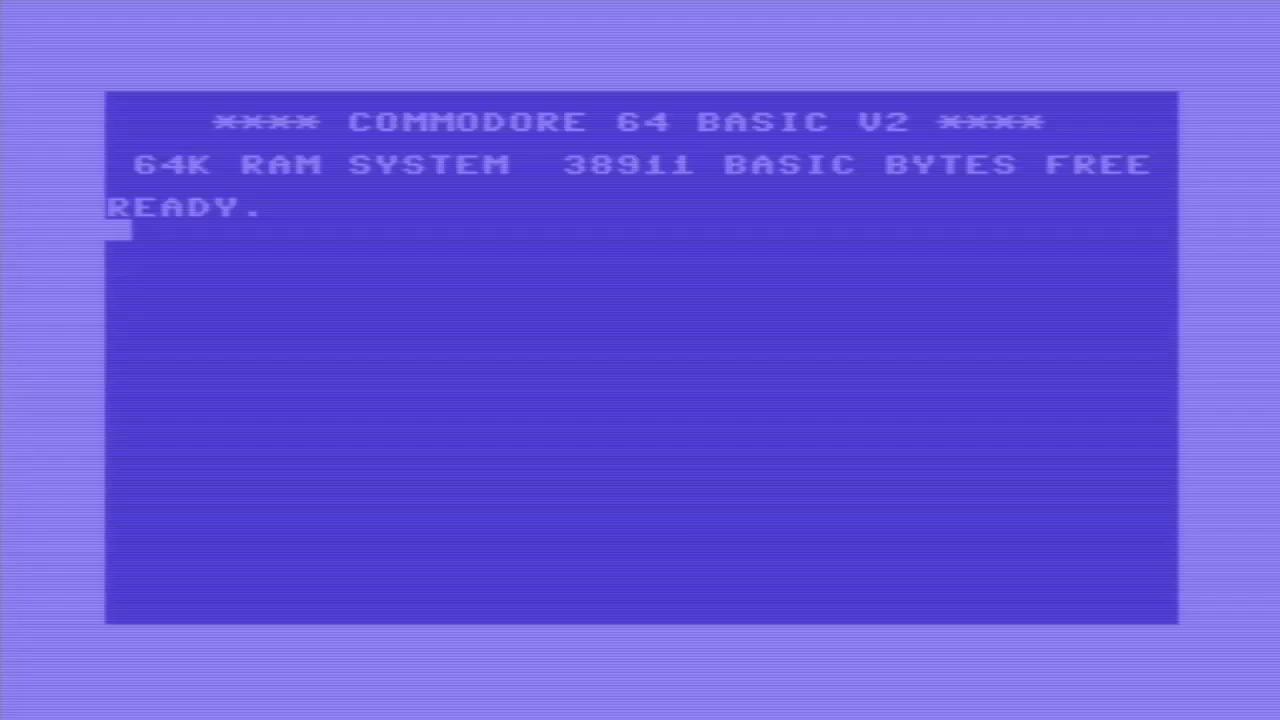 **** COMMODORE 64 BASIC V2 ****
64K RAM SYSTEM  38911 BASIC BYTES FREE
READY.